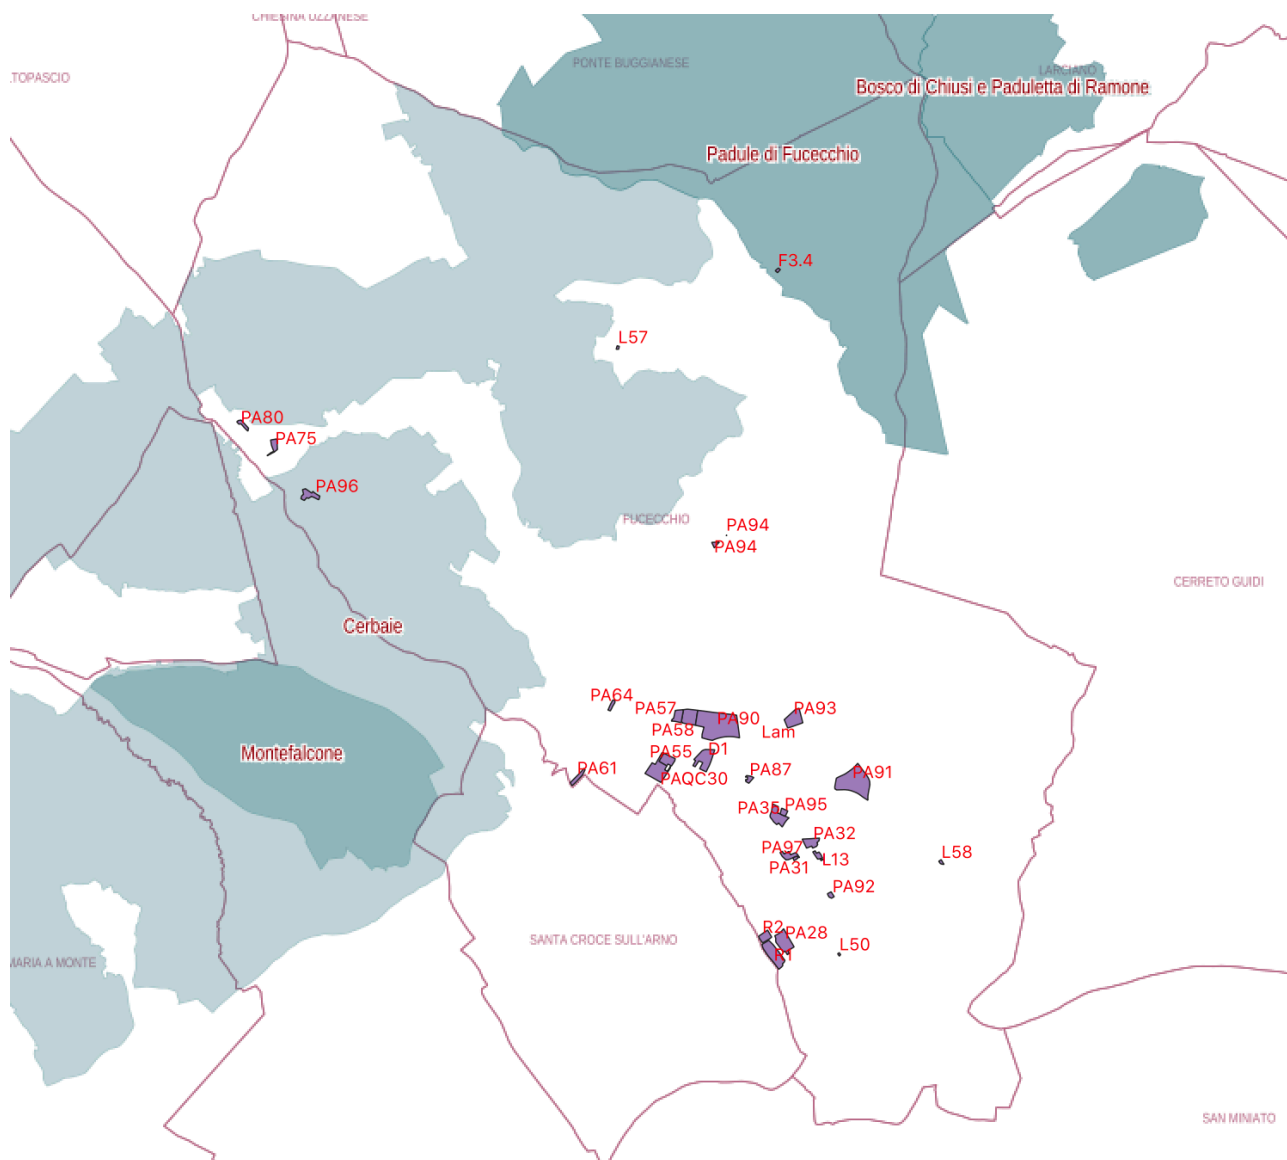 CHIESINA UZZANESE
PONTE BUGGIANESE
LARCIANO
.TOPASCIO
Bosco di Chiusi e Paduletta di Ramone
Padule di Fucecchio
F3.4
L57
PA80
PA75
PA96
FUCECCHIO
PA94
PA94
CERRETO GUIDI
Cerbaie
PA64
PA57
PA90
PA93
PA58
Lam
Montefalcone
PA55
D1
PA61
PAQC30
PA87
PA91
PA35
PA95
PA32
PA97
PA31
L13
L58
PA92
R2
PA28
SANTA CROCE SULL'ARNO
L50
R1
MARIA A MONTE
SAN MINIATO